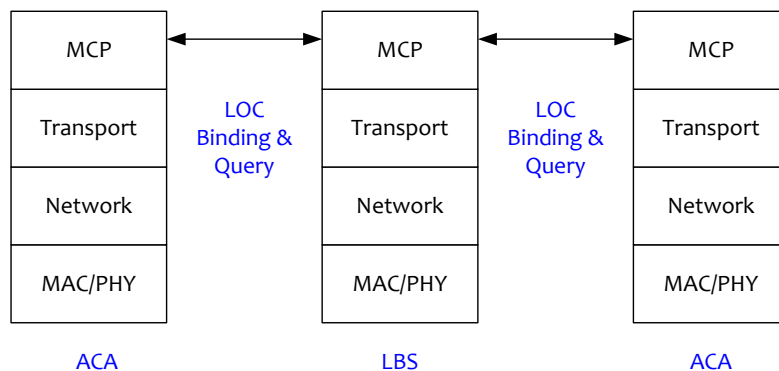 MCP
Transport
Network
MAC/PHY
ACA
LOC
Binding &
Query
MCP
Transport
Network
MAC/PHY
LBS
LOC
Binding &
Query
MCP
Transport
Network
MAC/PHY
ACA